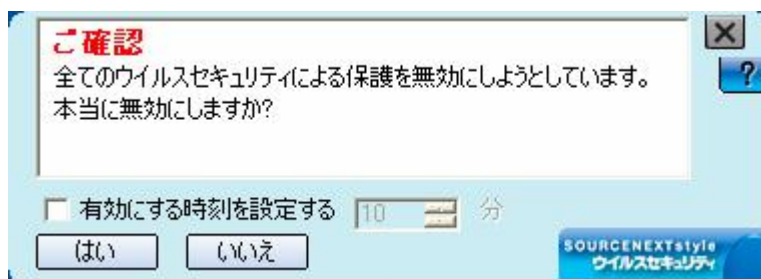 ご確認
全てのウイルスセキュリティによる保護を無効にしようとしています。
本当に無効にしますか?
?
有効にする時刻を設定する 10 分
はい いいえ
SOURCENEXTstyle
ウイルスセキュリティ